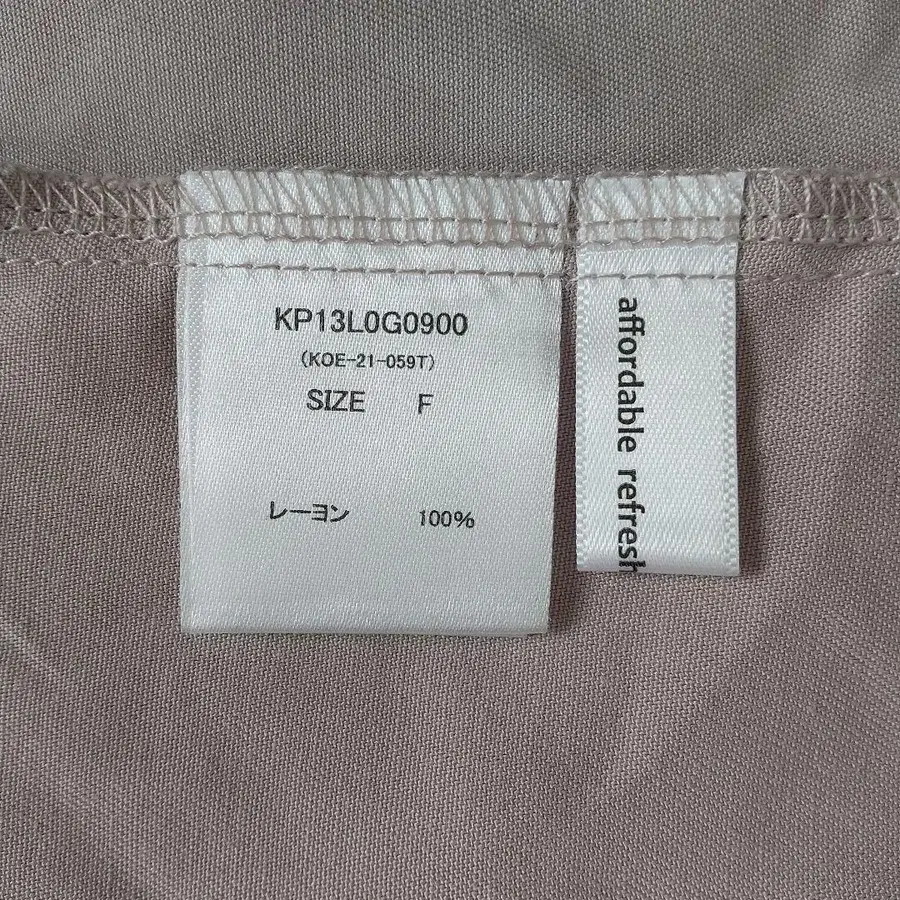 KP13L0G0900
(KOE-21-059T)
SIZE F
レーヨン 100%
affordable refresh